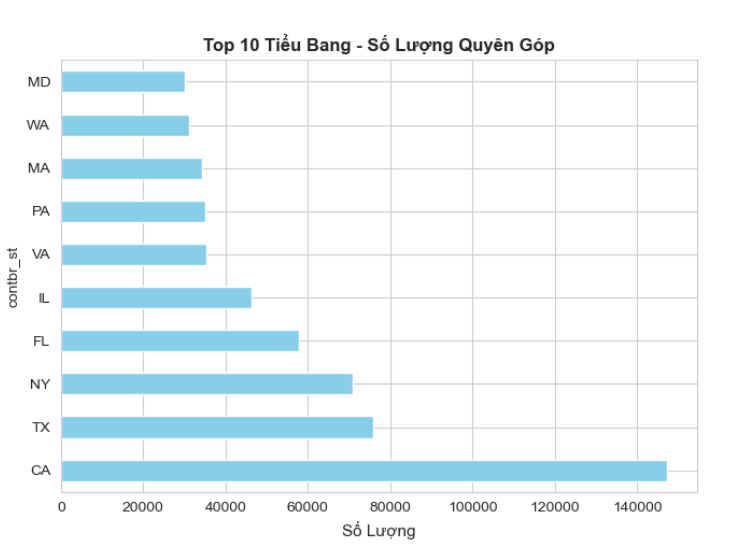 Top 10 Tiểu Bang - Số Lượng Quyên Góp
MD
WA
MA
PA
VA
IL
FL
NY
TX
CA
contbr_st
0 20000 40000 60000 80000 100000 120000 140000
Số Lượng